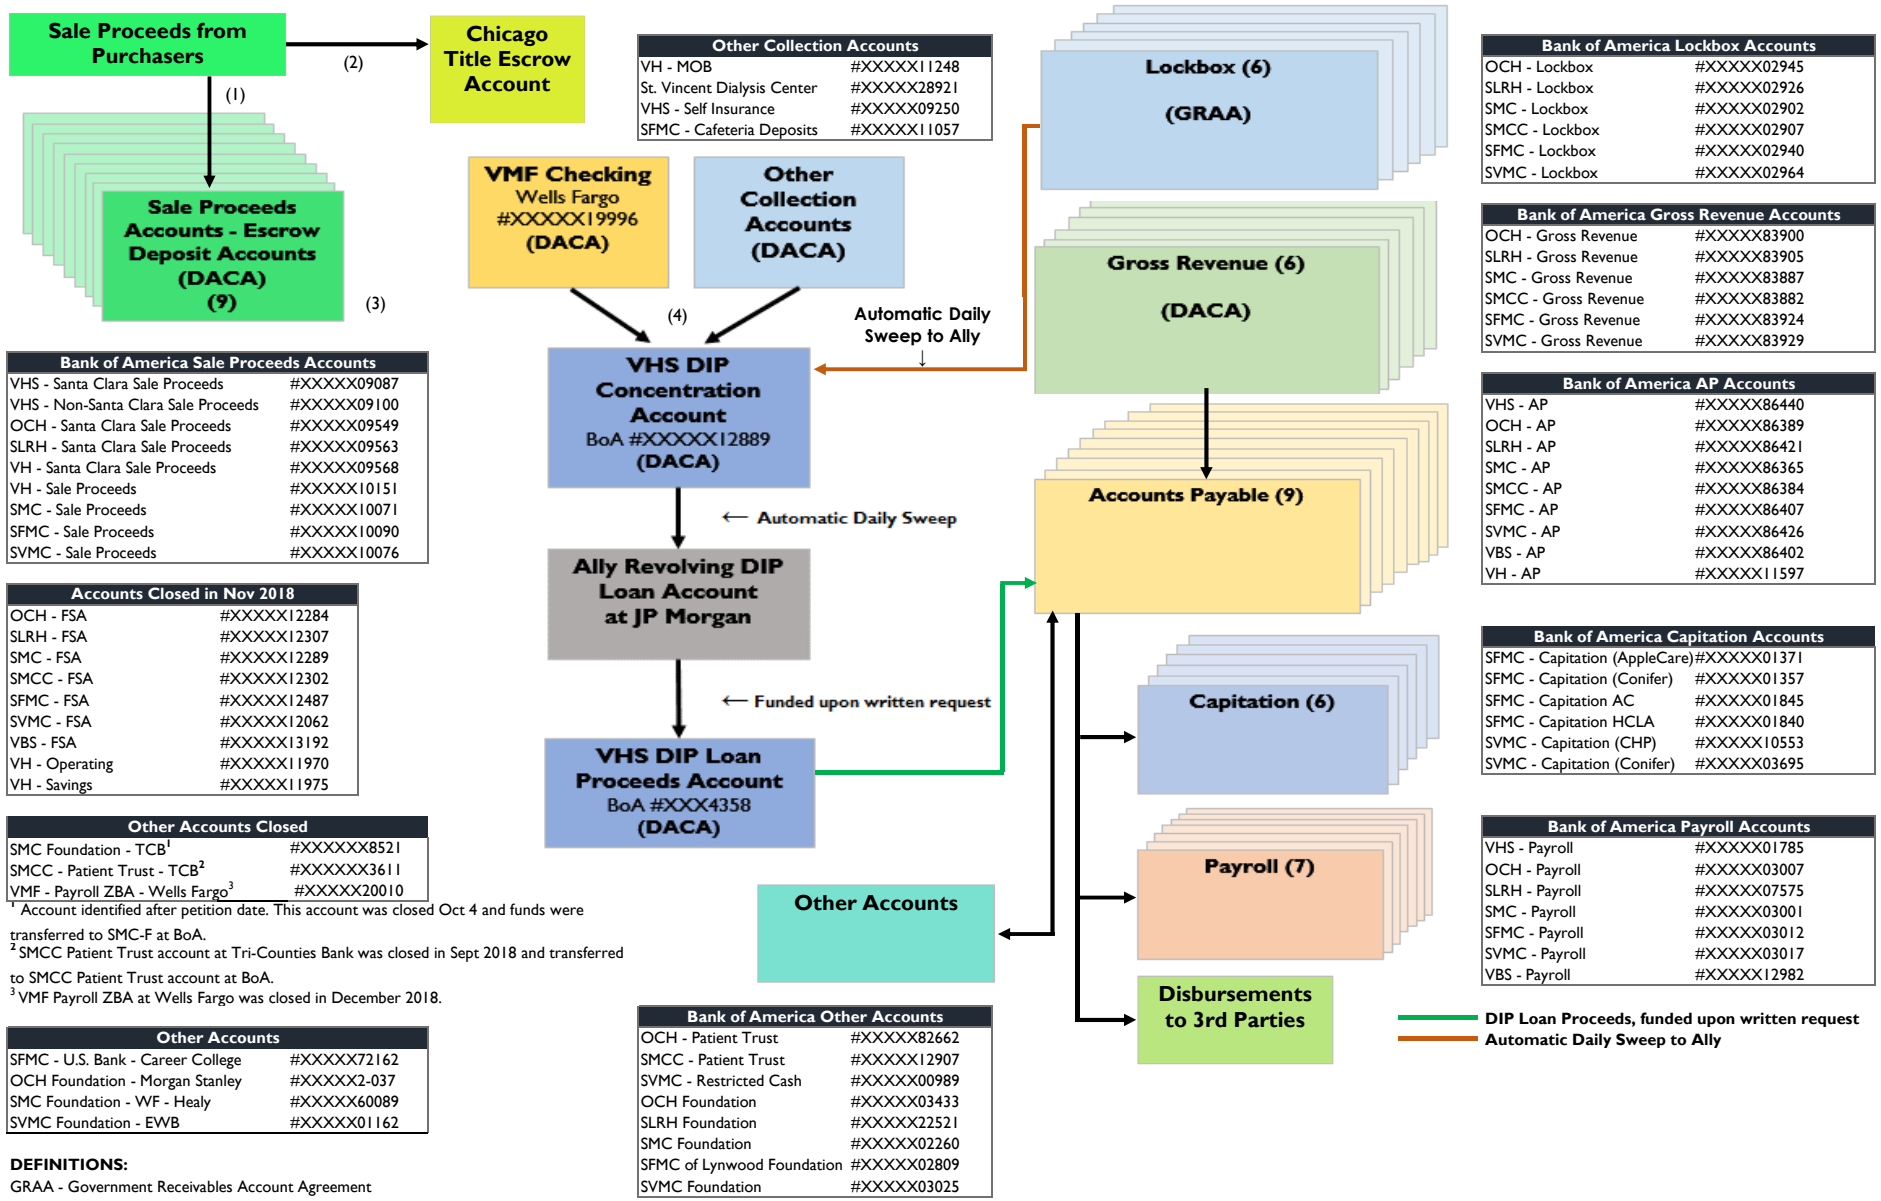 Sale Proceeds from
Purchasers
(2)
Chicago
Title Escrow
Account
(1)
Sale Proceeds
Accounts - Escrow
Deposit Accounts
(DACA)
(9)
(3)
Bank of America Sale Proceeds Accounts
VHS - Santa Clara Sale Proceeds #XXXXX09087
VHS - Non-Santa Clara Sale Proceeds #XXXXX09100
OCH - Santa Clara Sale Proceeds #XXXXX09549
SLRH - Santa Clara Sale Proceeds #XXXXX09563
VH - Santa Clara Sale Proceeds #XXXXX09568
VH - Sale Proceeds #XXXXX10151
SMC - Sale Proceeds #XXXXX10071
SFMC - Sale Proceeds #XXXXX10090
SVMC - Sale Proceeds #XXXXX10076
Accounts Closed in Nov 2018
OCH - FSA #XXXXX12284
SLRH - FSA #XXXXX12307
SMC - FSA #XXXXX12289
SMCC - FSA #XXXXX12302
SFMC - FSA #XXXXX12487
SVMC - FSA #XXXXX12062
VBS - FSA #XXXXX13192
VH - Operating #XXXXX11970
VH - Savings #XXXXX11975
Other Accounts Closed
SMC Foundation - TCB1 #XXXXXX8521
SMCC - Patient Trust - TCB2 #XXXXXX3611
VMF - Payroll ZBA - Wells Fargo3 #XXXXX20010
1 Account identified after petition date. This account was closed Oct 4 and funds were
transferred to SMC-F at BoA.
2 SMCC Patient Trust account at Tri-Counties Bank was closed in Sept 2018 and transferred
to SMCC Patient Trust account at BoA.
3 VMF Payroll ZBA at Wells Fargo was closed in December 2018.
Other Accounts
SFMC - U.S. Bank - Career College #XXXXX72162
OCH Foundation - Morgan Stanley #XXXXX2-037
SMC Foundation - WF - Healy #XXXXX60089
SVMC Foundation - EWB #XXXXX01162
DEFINITIONS:
GRAA - Government Receivables Account Agreement
Other Collection Accounts
VH - MOB #XXXXX11248
St. Vincent Dialysis Center #XXXXX28921
VHS - Self Insurance #XXXXX09250
SFMC - Cafeteria Deposits #XXXXX11057
VMF Checking
Wells Fargo
#XXXXX19996
(DACA)
Other
Collection
Accounts
(DACA)
(4)
Automatic Daily
Sweep to Ally
↓
VHS DIP
Concentration
Account
BoA #XXXXX12889
(DACA)
← Automatic Daily Sweep
Ally Revolving DIP
Loan Account
at JP Morgan
← Funded upon written request
VHS DIP Loan
Proceeds Account
BoA #XXX4358
(DACA)
Other Accounts
Bank of America Other Accounts
OCH - Patient Trust #XXXXX82662
SMCC - Patient Trust #XXXXX12907
SVMC - Restricted Cash #XXXXX00989
OCH Foundation #XXXXX03433
SLRH Foundation #XXXXX22521
SMC Foundation #XXXXX02260
SFMC of Lynwood Foundation #XXXXX02809
SVMC Foundation #XXXXX03025
Lockbox (6)
(GRAA)
Gross Revenue (6)
(DACA)
Accounts Payable (9)
Capitation (6)
Payroll (7)
Disbursements
to 3rd Parties
Bank of America Lockbox Accounts
OCH - Lockbox #XXXXX02945
SLRH - Lockbox #XXXXX02926
SMC - Lockbox #XXXXX02902
SMCC - Lockbox #XXXXX02907
SFMC - Lockbox #XXXXX02940
SVMC - Lockbox #XXXXX02964
Bank of America Gross Revenue Accounts
OCH - Gross Revenue #XXXXX83900
SLRH - Gross Revenue #XXXXX83905
SMC - Gross Revenue #XXXXX83887
SMCC - Gross Revenue #XXXXX83882
SFMC - Gross Revenue #XXXXX83924
SVMC - Gross Revenue #XXXXX83929
Bank of America AP Accounts
VHS - AP #XXXXX86440
OCH - AP #XXXXX86389
SLRH - AP #XXXXX86421
SMC - AP #XXXXX86365
SMCC - AP #XXXXX86384
SFMC - AP #XXXXX86407
SVMC - AP #XXXXX86426
VBS - AP #XXXXX86402
VH - AP #XXXXX11597
Bank of America Capitation Accounts
SFMC - Capitation (AppleCare) #XXXXX01371
SFMC - Capitation (Conifer) #XXXXX01357
SFMC - Capitation AC #XXXXX01845
SFMC - Capitation HCLA #XXXXX01840
SVMC - Capitation (CHP) #XXXXX10553
SVMC - Capitation (Conifer) #XXXXX03695
Bank of America Payroll Accounts
VHS - Payroll #XXXXX01785
OCH - Payroll #XXXXX03007
SLRH - Payroll #XXXXX07575
SMC - Payroll #XXXXX03001
SFMC - Payroll #XXXXX03012
SVMC - Payroll #XXXXX03017
VBS - Payroll #XXXXX12982
DIP Loan Proceeds, funded upon written request
Automatic Daily Sweep to Ally